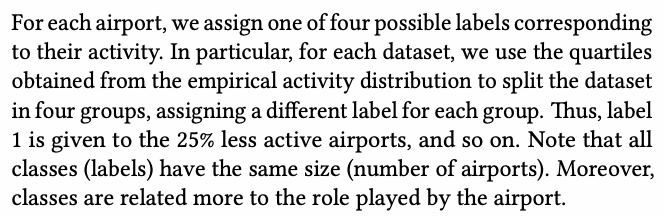 For each airport, we assign one of four possible labels corresponding
to their activity. In particular, for each dataset, we use the quartiles
obtained from the empirical activity distribution to split the dataset
in four groups, assigning a different label for each group. Thus, label
1 is given to the 25% less active airports, and so on. Note that all
classes (labels) have the same size (number of airports). Moreover,
classes are related more to the role played by the airport.